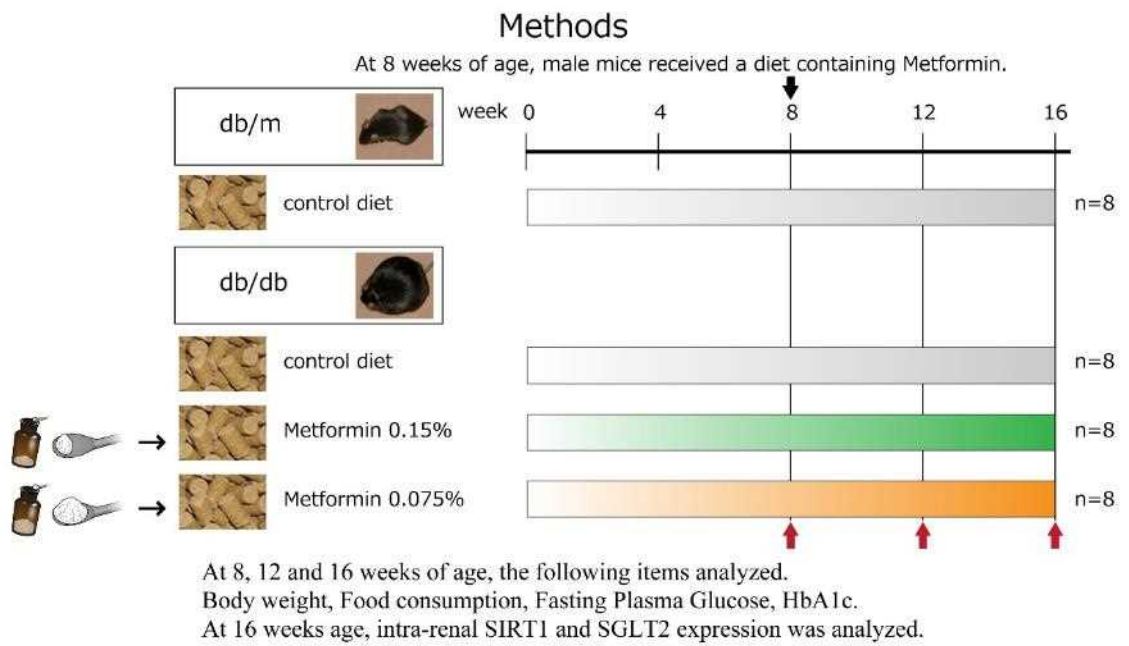 Methods
At 8 weeks of age, male mice received a diet containing Metformin.
db/m
week 0 4 8 12 16
control diet n=8
db/db
control diet n=8
Metformin 0.15% n=8
Metformin 0.075% n=8
At 8, 12 and 16 weeks of age, the following items analyzed.
Body weight, Food consumption, Fasting Plasma Glucose, HbA1c.
At 16 weeks age, intra-renal SIRT1 and SGLT2 expression was analyzed.